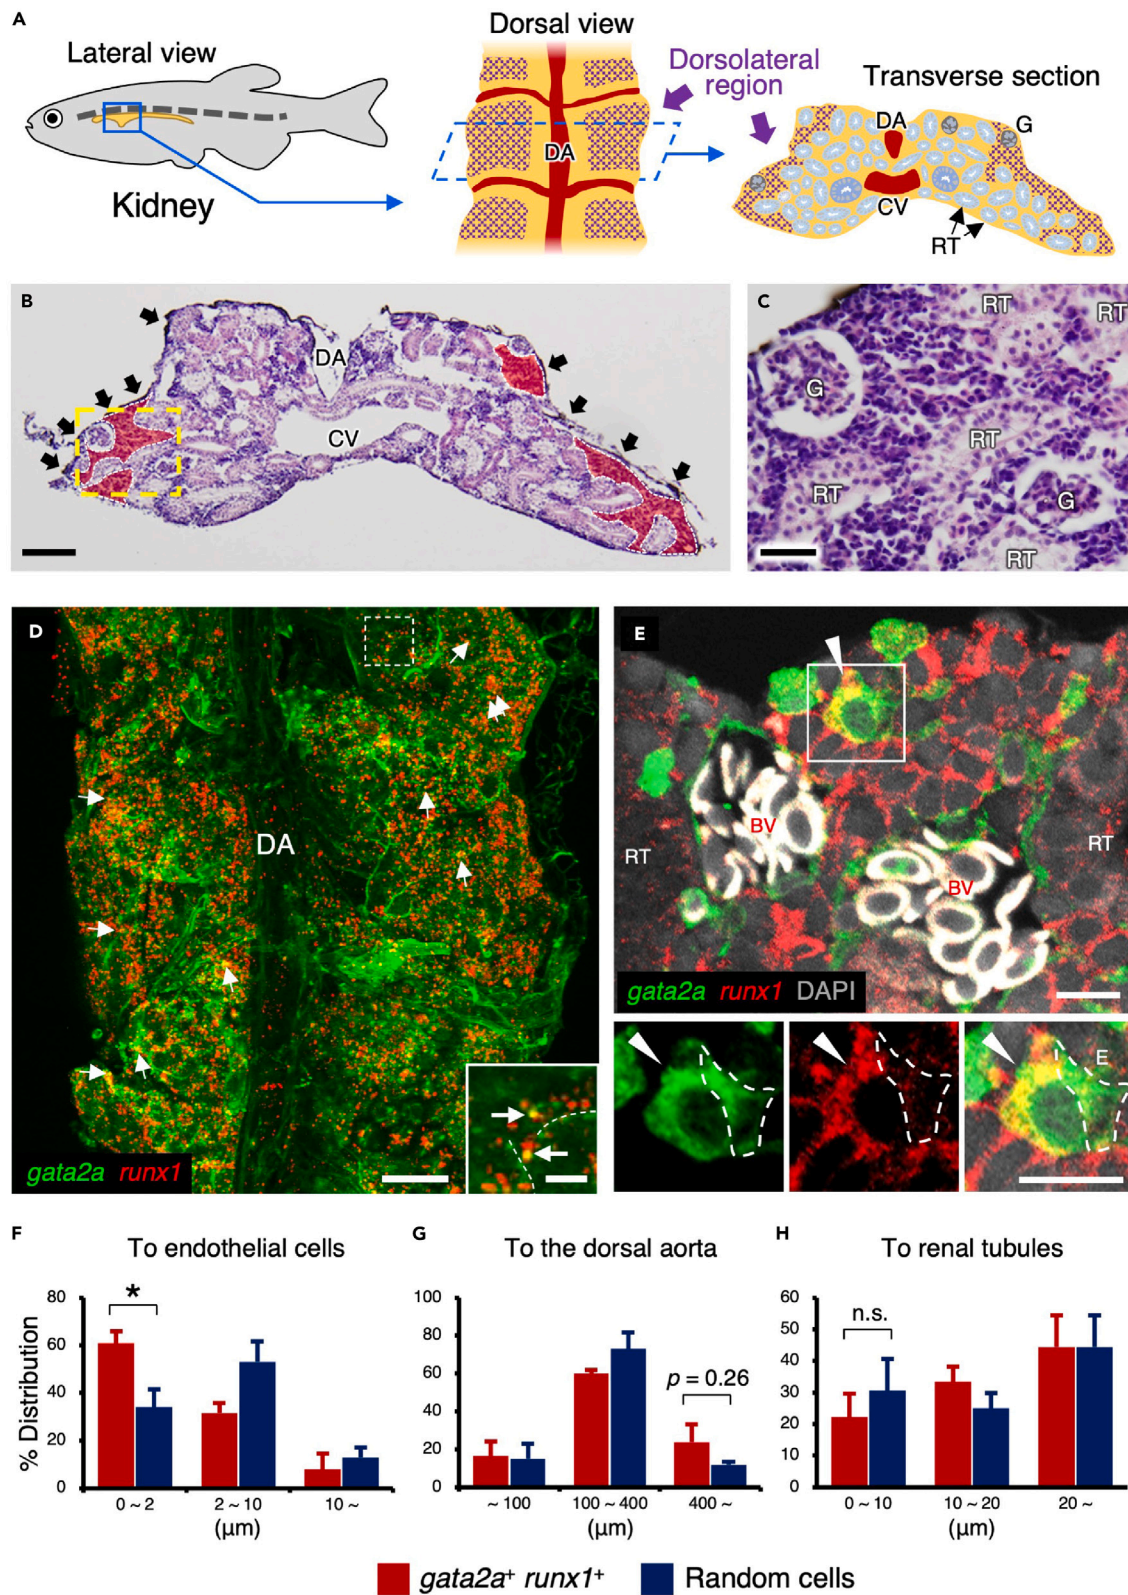 A
Lateral view
Kidney
Dorsal view
DA
Dorsolateral
region
Transverse section
DA
G
CV
RT
B
DA
CV
C
RT
RT
G
RT
RT
G
RT
D
DA
gata2a runx1
E
BV
RT
BV
RT
gata2a runx1 DAPI
E
F
To endothelial cells
% Distribution
80
60
40
20
0
*
0 ~ 2
2 ~ 10
10 ~
(μm)
G
To the dorsal aorta
100
80
60
40
20
0
p = 0.26
~ 100
100 ~ 400
400 ~
(μm)
H
To renal tubules
60
50
40
30
20
10
0
n.s.
0 ~ 10
10 ~ 20
20 ~
(μm)
gata2a⁺ runx1⁺
Random cells